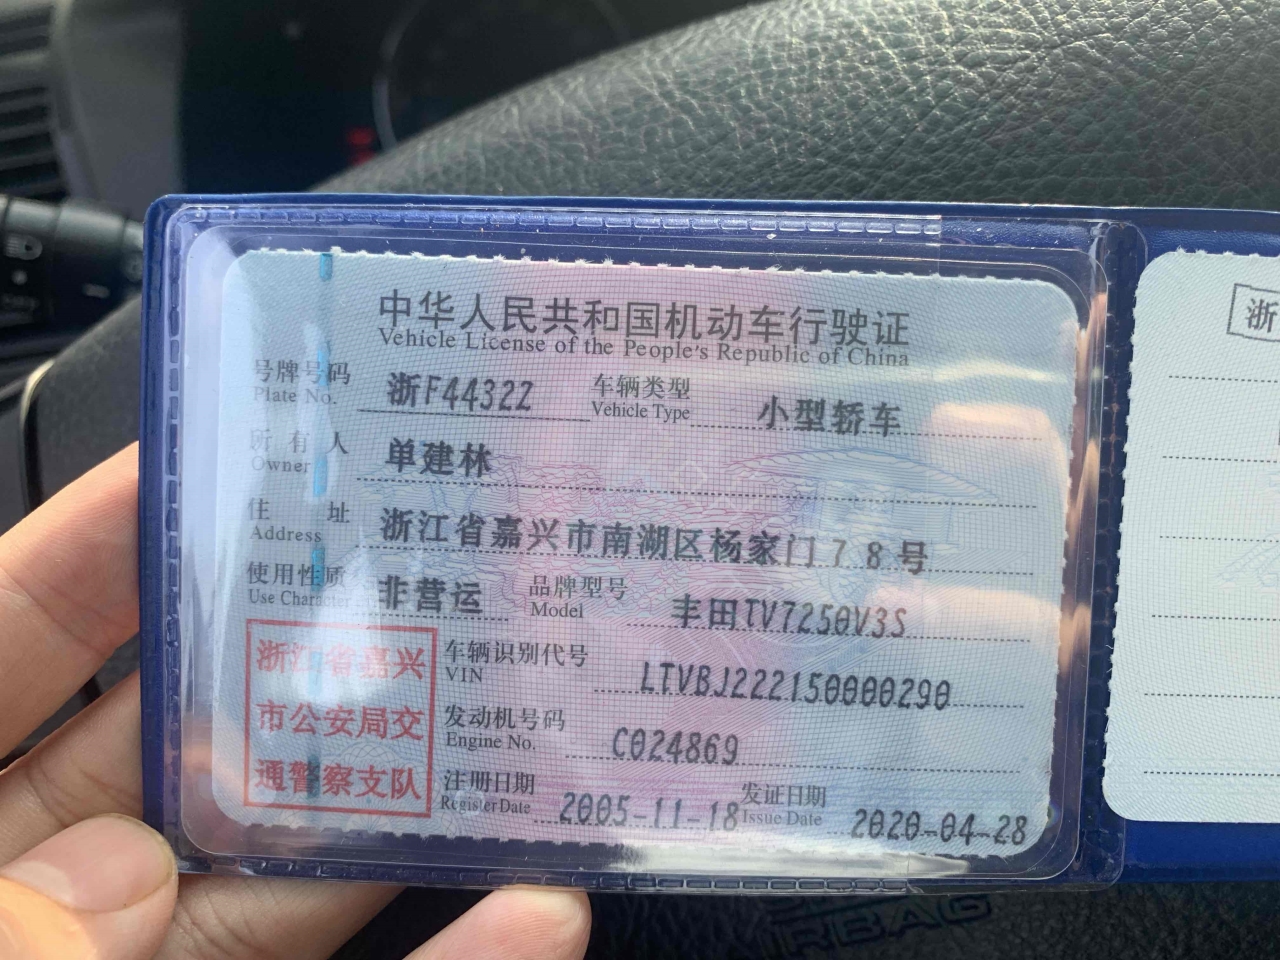 中华人民共和国机动车行驶证
Vehicle License of the People's Republic of China
号牌号码 浙F4432Z 车辆类型 小型轿车
Plate No. Vehicle Type
所有人 单建林
Owner
住址 浙江省嘉兴市南湖区杨家门78号
Address
使用性质 非营运 品牌型号 丰田TV7250V3S
Use Character Model
浙江省嘉兴
市公安局交
通警察支队
车辆识别代号 LTVBJ222150000290
VIN
发动机号码 C024869
Engine No.
注册日期 2005-11-18 发证日期 2020-04-28
Register Date Issue Date
浙
RBAG